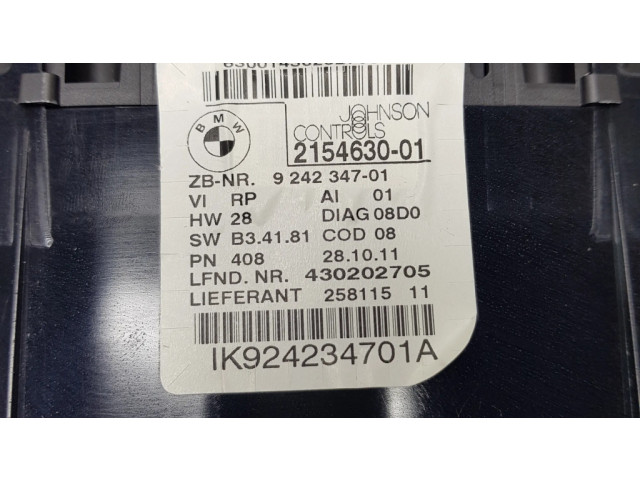 BMW
JOHNSON
CONTROLS
2154630-01
ZB-NR. 9 242 347-01
VI RP AI 01
HW 28 DIAG 08D0
SW B3.41.81 COD 08
PN 408 28.10.11
LFND. NR. 430202705
LIEFERANT 258115 11
IK924234701A